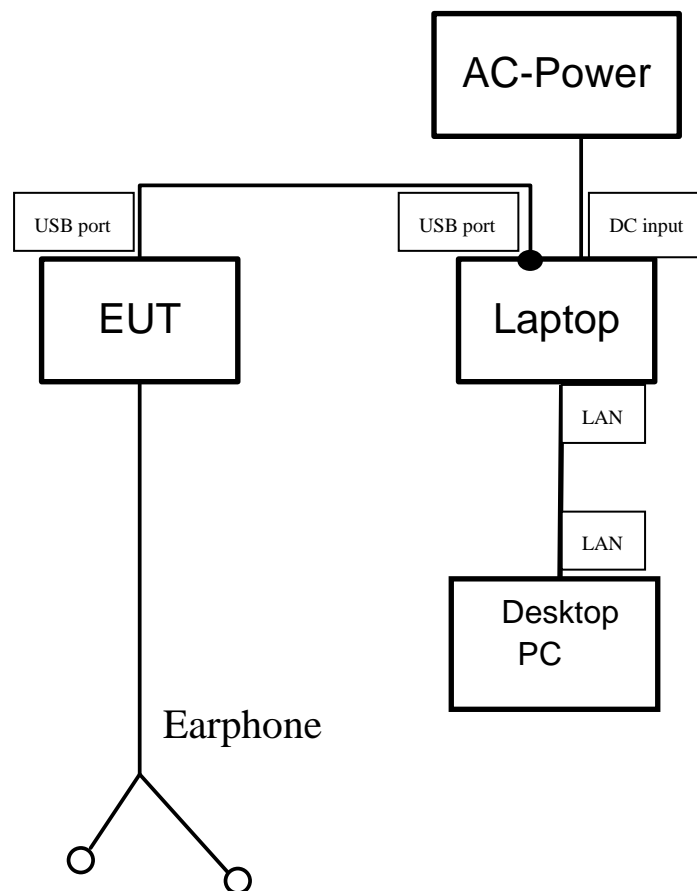 AC-Power
USB port
USB port
DC input
EUT
Laptop
LAN
LAN
Desktop
PC
Earphone